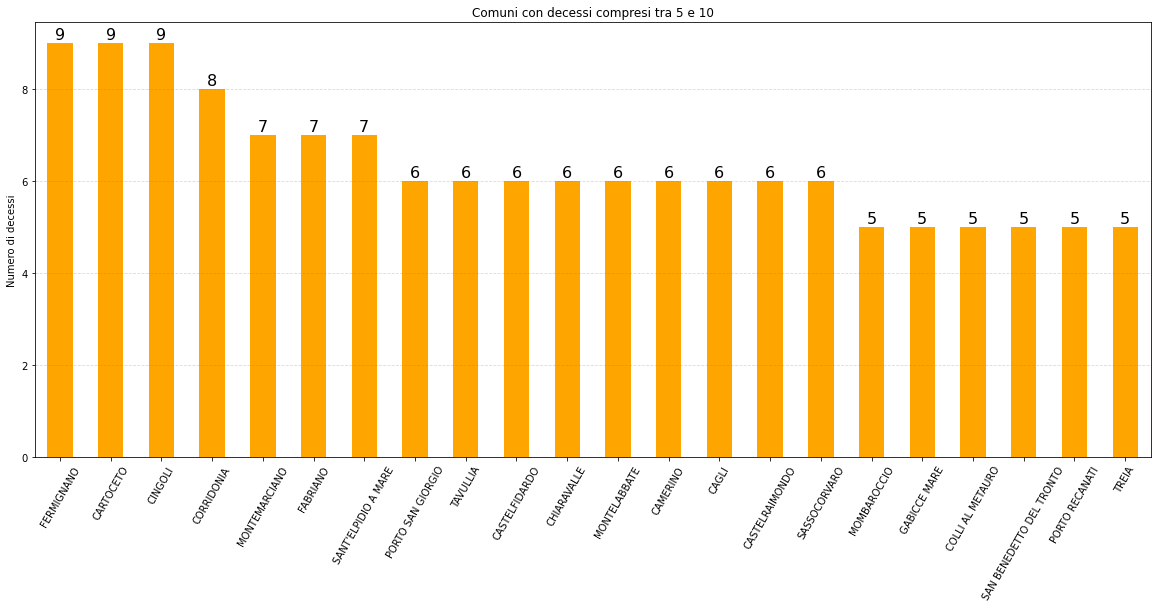 Comuni con decessi compresi tra 5 e 10
Numero di decessi
8
6
4
2
0
9
9
9
8
7
7
7
6
6
6
6
6
6
6
6
6
5
5
5
5
5
5
FERMIGNANO
CARTOCETO
CINGOLI
CORRIDONIA
MONTEMARCIANO
FABRIANO
SANT'ELPIDIO A MARE
PORTO SAN GIORGIO
TAVULLIA
CASTELFIDARDO
CHIARAVALLE
MONTELABBATE
CAMERINO
CAGLI
CASTELRAIMONDO
SASSOCORVARO
MOMBAROCCIO
GABICCE MARE
COLLI AL METAURO
SAN BENEDETTO DEL TRONTO
PORTO RECANATI
TREIA